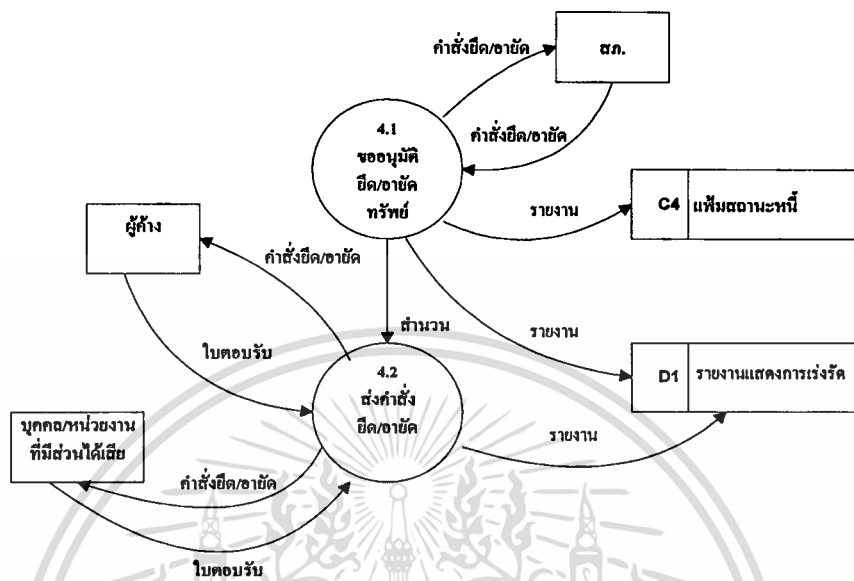 คำสั่งยึด/อายัด
สภ.
คำสั่งยึด/อายัด
4.1
ขออนุมัติ
ยึด/อายัด
ทรัพย์
รายงาน
C4 แฟ้มสถานะหนี้
ผู้ค้าง
คำสั่งยึด/อายัด
สำนวน
รายงาน
ใบตอบรับ
4.2
ส่งคำสั่ง
ยึด/อายัด
D1 รายงานแสดงการเร่งรัด
รายงาน
บุคคล/หน่วยงาน
ที่มีส่วนได้เสีย
คำสั่งยึด/อายัด
ใบตอบรับ